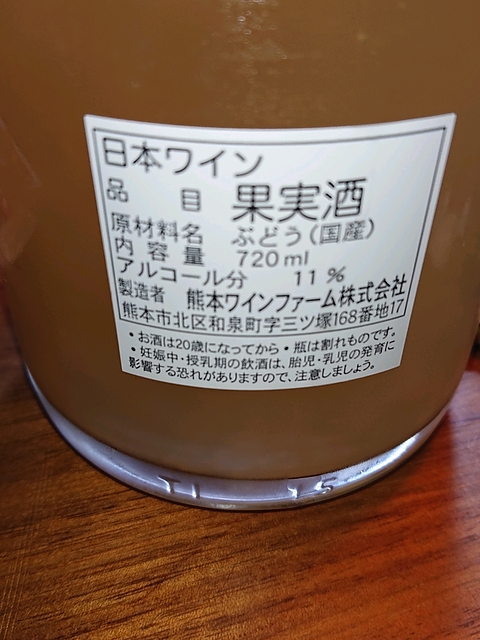 日本ワイン
品目 果実酒
原材料名 ぶどう(国産)
内容量 720ml
アルコール分 11%
製造者 熊本ワインファーム株式会社
熊本市北区和泉町字三ツ塚168番地17
・お酒は20歳になってから・瓶は割れものです。
・妊娠中・授乳期の飲酒は、胎児・乳児の発育に
影響する恐れがありますので、注意しましょう。
TI 15